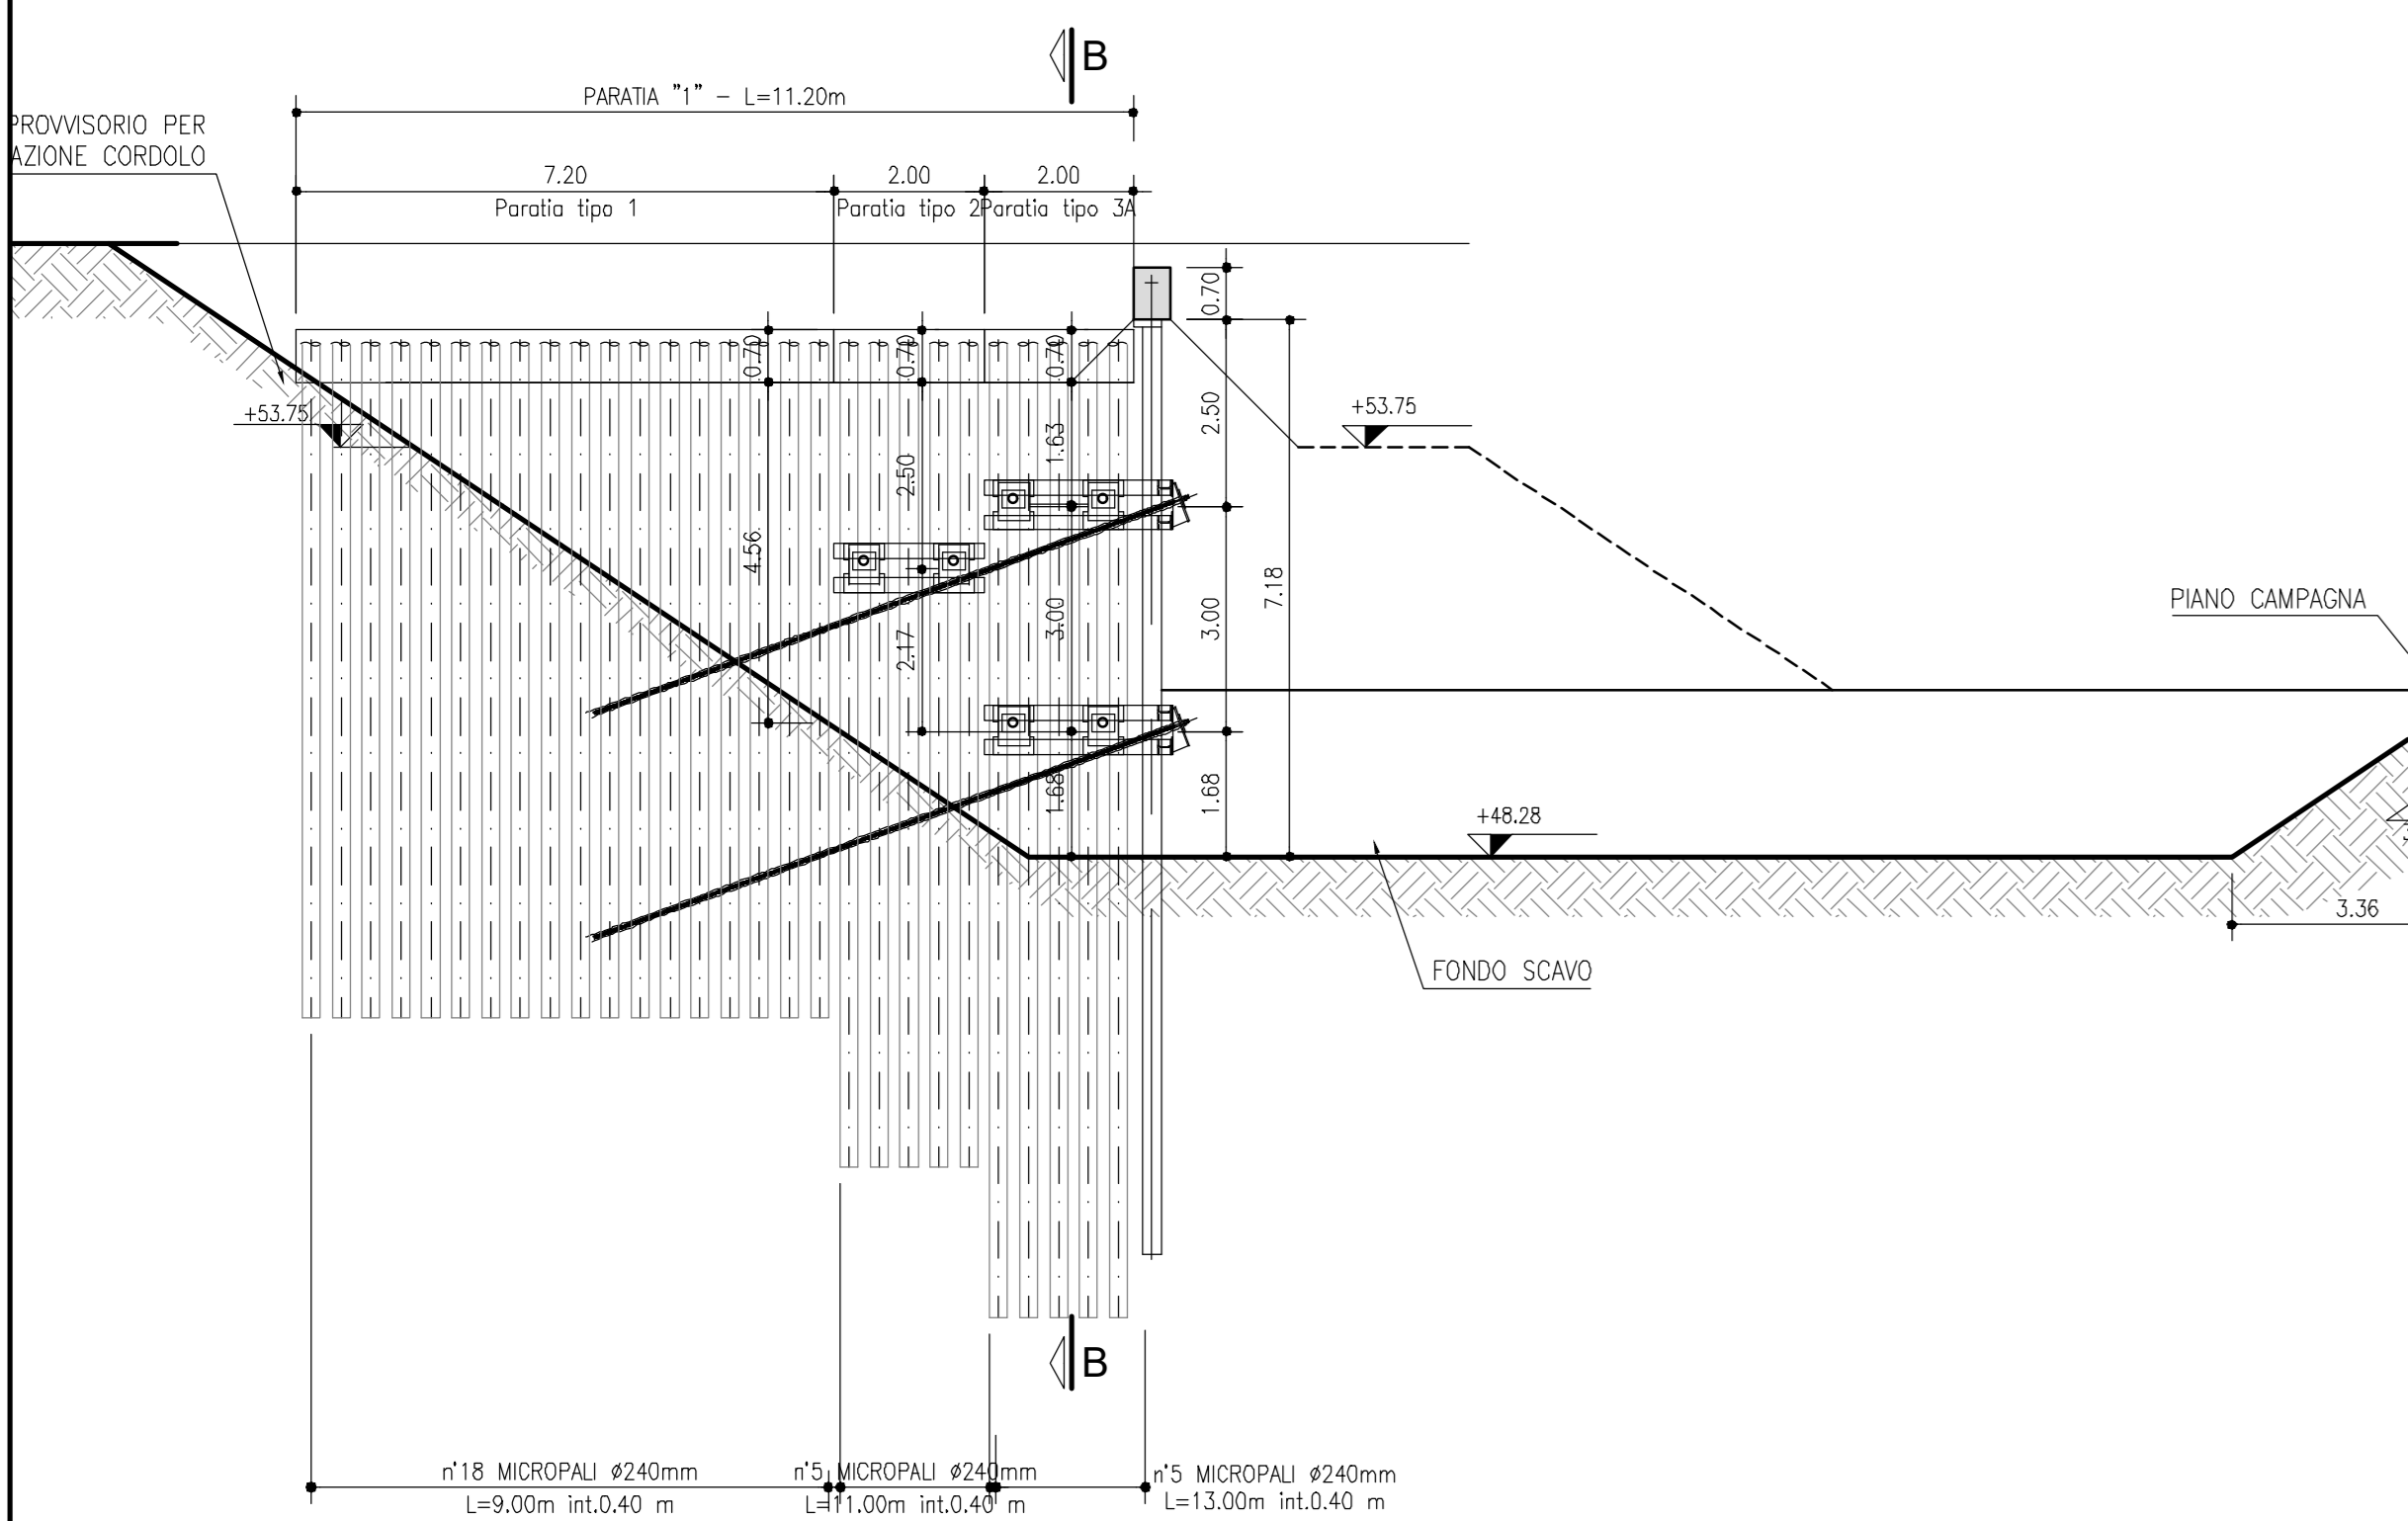 B
PARATIA "1" - L=11.20m
PROVVISORIO PER
AZIONE CORDOLO
7.20
2.00
2.00
Paratia tipo 1
Paratia tipo 2
Paratia tipo 3A
0.70
0.70
0.70
0.70
+53.75
+53.75
2.50
1.63
2.50
4.56
7.18
3.00
3.00
2.17
PIANO CAMPAGNA
1.68
1.68
+48.28
3.36
FONDO SCAVO
B
n°18 MICROPALI ø240mm
L=9.00m int.0.40 m
n°5 MICROPALI ø240mm
L=11.00m int.0.40 m
n°5 MICROPALI ø240mm
L=13.00m int.0.40 m